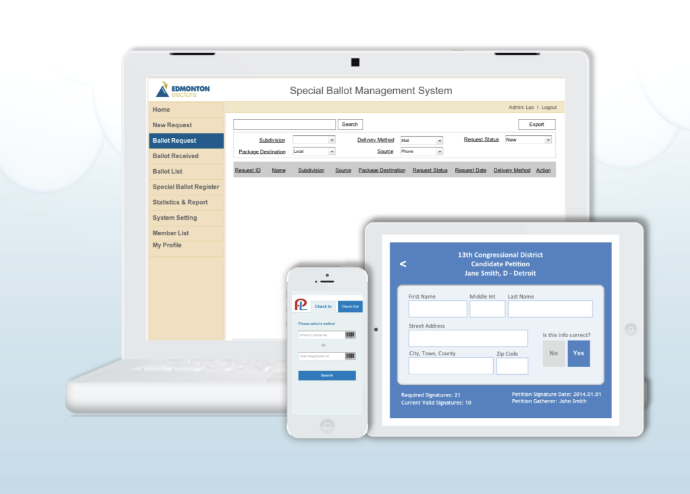 EDMONTON
electors
Special Ballot Management System
Admin: Leo / Logout
Home
New Request
Ballot Request
Ballot Received
Ballot List
Special Ballot Register
Statistics & Report
System Setting
Member List
My Profile
Search
Export
Subdivision
Delivery Method Mail
Request Status New
Package Destination Local
Source Phone
Request ID Name Subdivision Source Package Destination Request Status Request Date Delivery Method Action
Check In
Check Out
Please select a method
Or
Search
<
13th Congressional District
Candidate Petition
Jane Smith, D - Detroit
First Name Middle Int Last Name
Street Address
Is this info correct?
No Yes
City, Town, County Zip Code
Required Signatures: 21
Current Valid Signatures: 10
Petition Signature Date: 2014.01.01
Petition Gatherer: John Smith